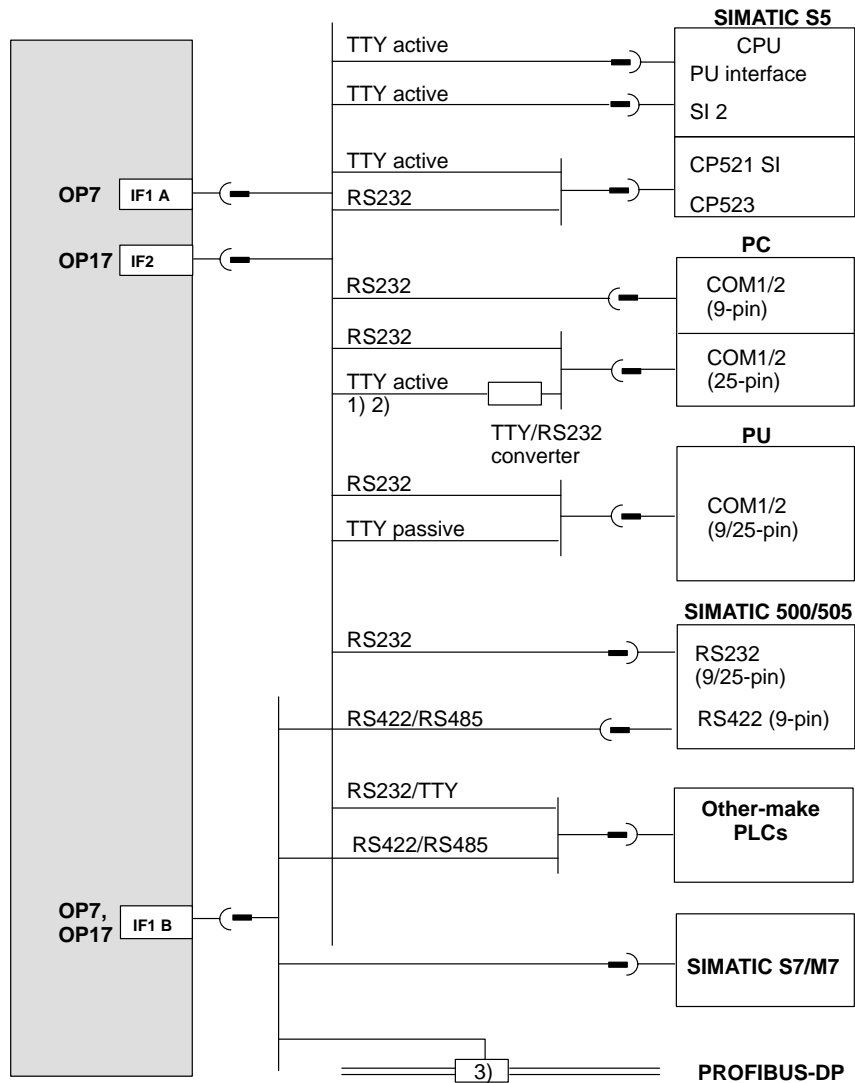 SIMATIC S5
TTY active
CPU
PU interface
TTY active
SI 2
TTY active
CP521 SI
OP7
IF1 A
RS232
CP523
PC
OP17
IF2
RS232
COM1/2
(9-pin)
RS232
COM1/2
(25-pin)
TTY active
1) 2)
TTY/RS232
converter
PU
RS232
COM1/2
(9/25-pin)
TTY passive
SIMATIC 500/505
RS232
RS232
(9/25-pin)
RS422/RS485
RS422 (9-pin)
RS232/TTY
Other-make
PLCs
RS422/RS485
OP7,
OP17
IF1 B
SIMATIC S7/M7
3)
PROFIBUS-DP